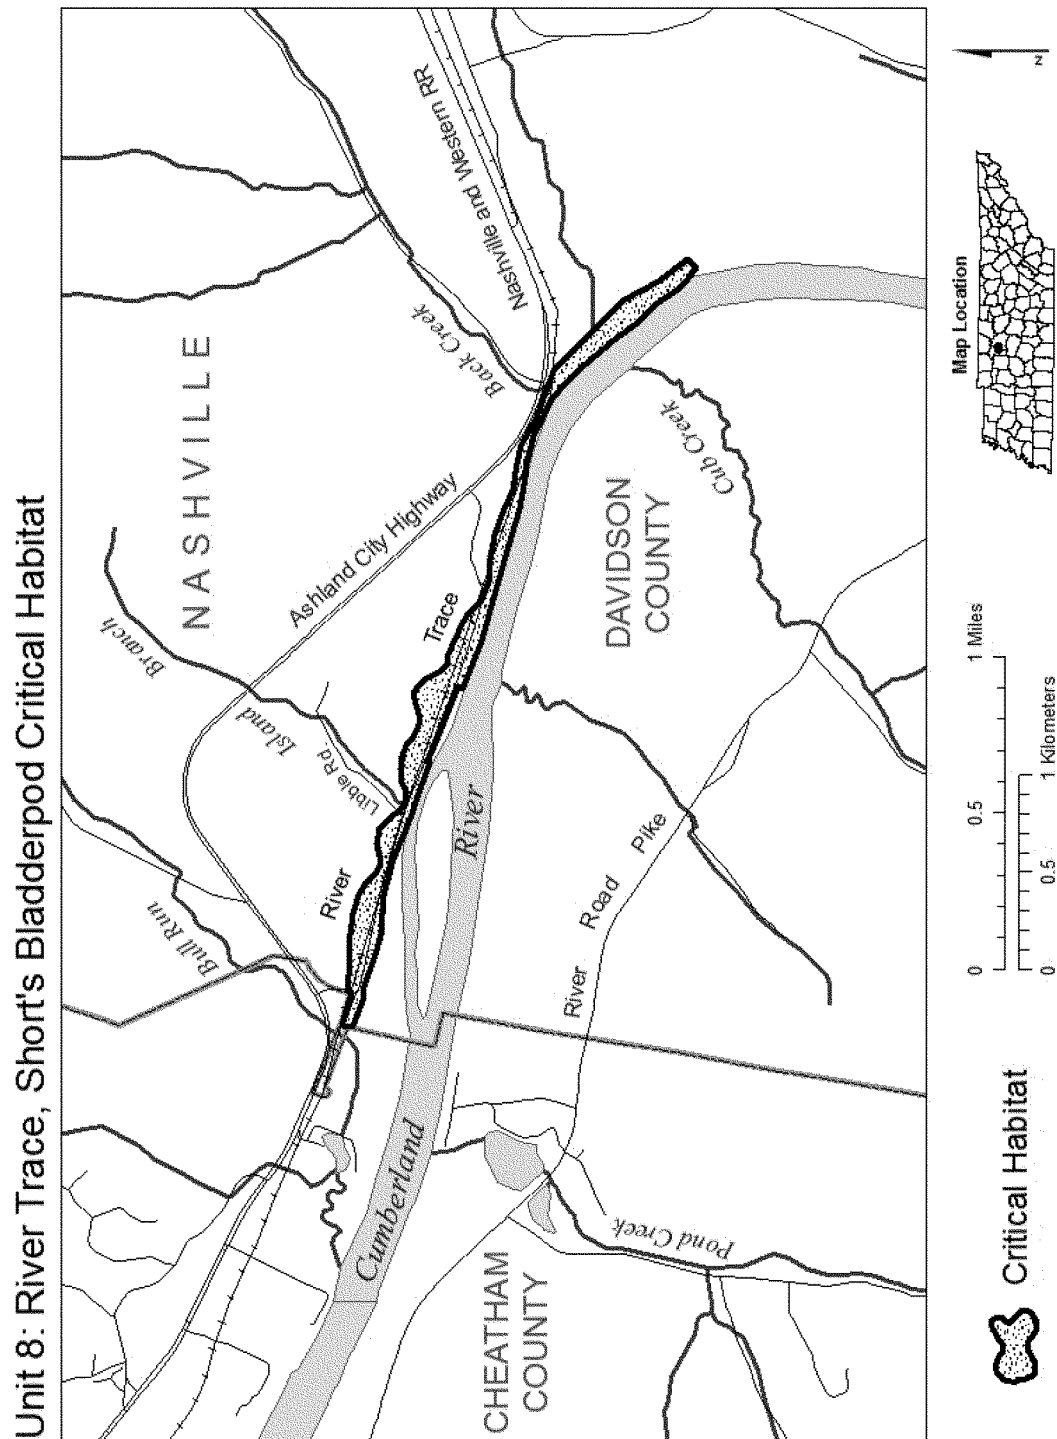 Unit 8: River Trace, Short's Bladderpod Critical Habitat
NASHVILLE
Bull Run
Island
Branch
Ashland City Highway
Back Creek
Nashville and Western RR
Libble Rd
River
Trace
Cumberland
River
CHEATHAM
COUNTY
DAVIDSON
COUNTY
River
Road
Pike
Cub Creek
Pond Creek
Critical Habitat
0
0.5
1 Miles
0
0.5
1 Kilometers
Map Location
N